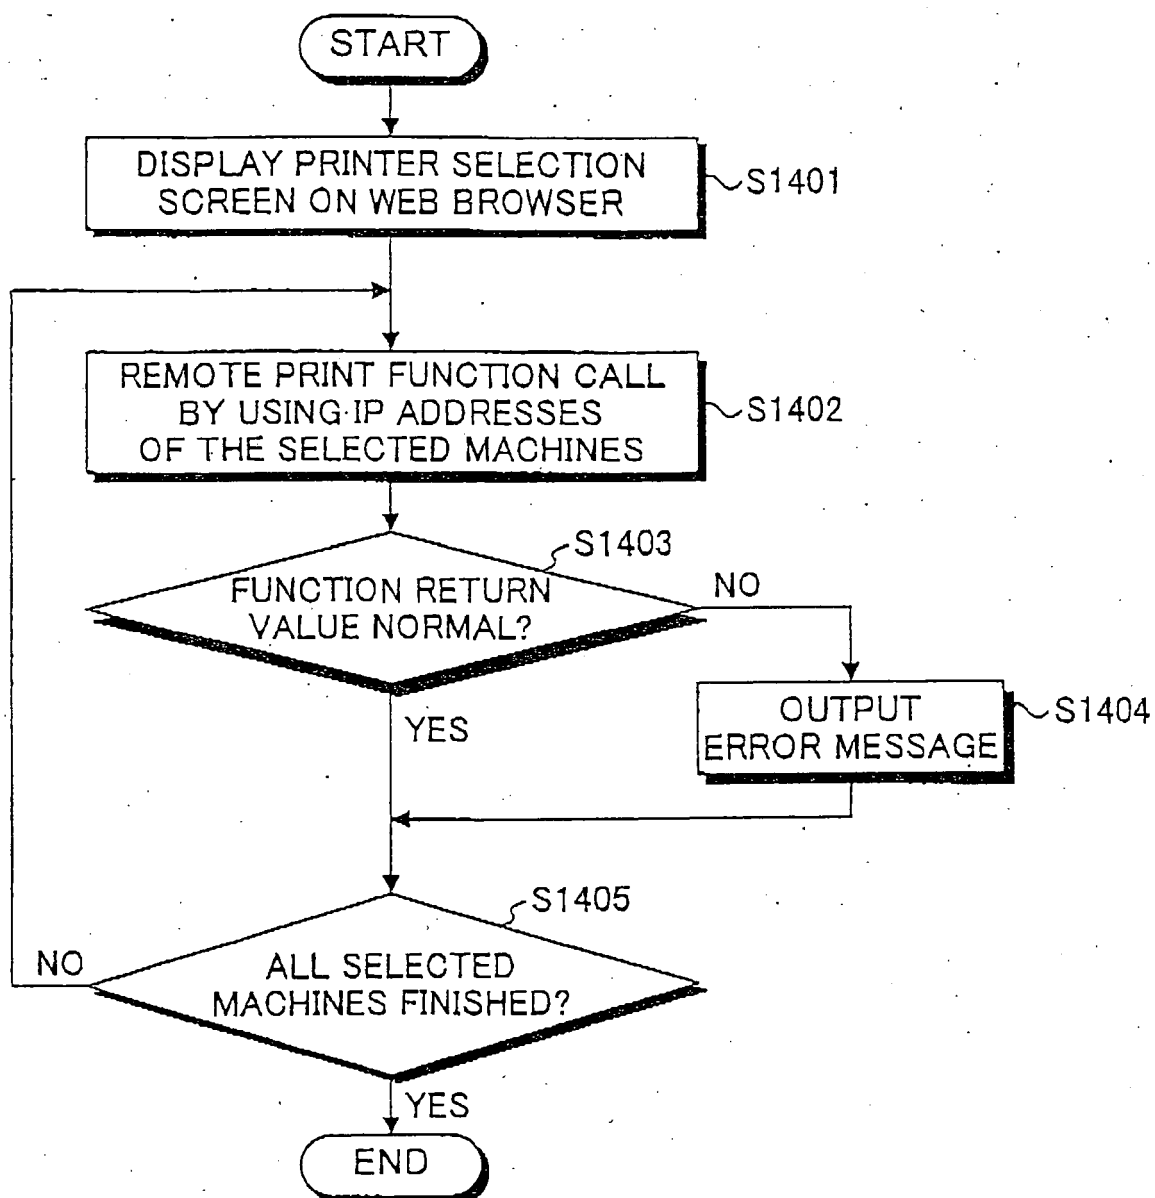 START
DISPLAY PRINTER SELECTION
SCREEN ON WEB BROWSER
S1401
REMOTE PRINT FUNCTION CALL
BY USING IP ADDRESSES
OF THE SELECTED MACHINES
S1402
S1403
FUNCTION RETURN
VALUE NORMAL?
NO
YES
OUTPUT
ERROR MESSAGE
S1404
S1405
ALL SELECTED
MACHINES FINISHED?
NO
YES
END